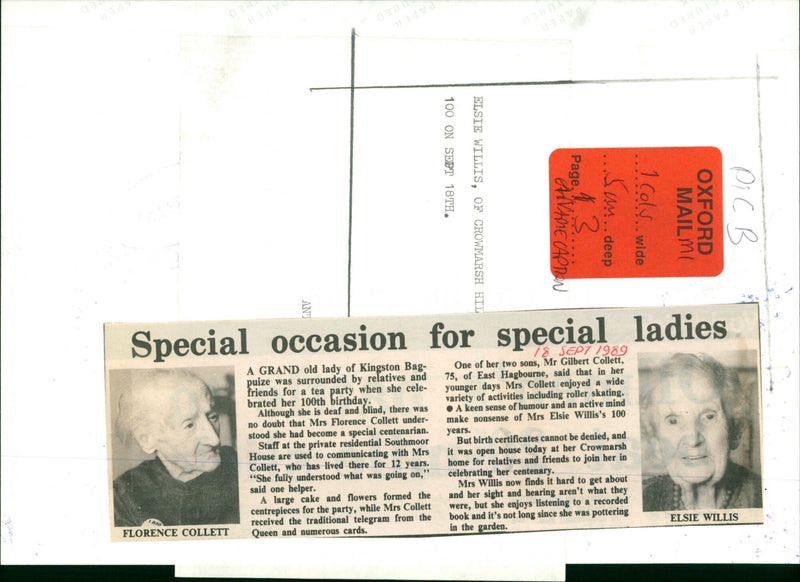 ELSIE WILLIS, OF CROWMARSH HIL
100 ON SEPT 18TH.
AN
PIC B
OXFORD
MAIL M1
1 Cols wide
5 cm deep
Page 3
CAPTION
Special occasion for special ladies
18 SEPT 1989
A GRAND old lady of Kingston Bag-
puize was surrounded by relatives and
friends for a tea party when she cele-
brated her 100th birthday.
Although she is deaf and blind, there was
no doubt that Mrs Florence Collett under-
stood she had become a special centenarian.
Staff at the private residential Southmoor
House are used to communicating with Mrs
Collett, who has lived there for 12 years.
"She fully understood what was going on,"
said one helper.
A large cake and flowers formed the
centrepieces for the party, while Mrs Collett
received the traditional telegram from the
Queen and numerous cards.
One of her two sons, Mr Gilbert Collett,
75, of East Hagbourne, said that in her
younger days Mrs Collett enjoyed a wide
variety of activities including roller skating.
● A keen sense of humour and an active mind
make nonsense of Mrs Elsie Willis's 100
years.
But birth certificates cannot be denied, and
it was open house today at her Crowmarsh
home for relatives and friends to join her in
celebrating her centenary.
Mrs Willis now finds it hard to get about
and her sight and hearing aren't what they
were, but she enjoys listening to a recorded
book and it's not long since she was pottering
in the garden.
FLORENCE COLLETT
ELSIE WILLIS